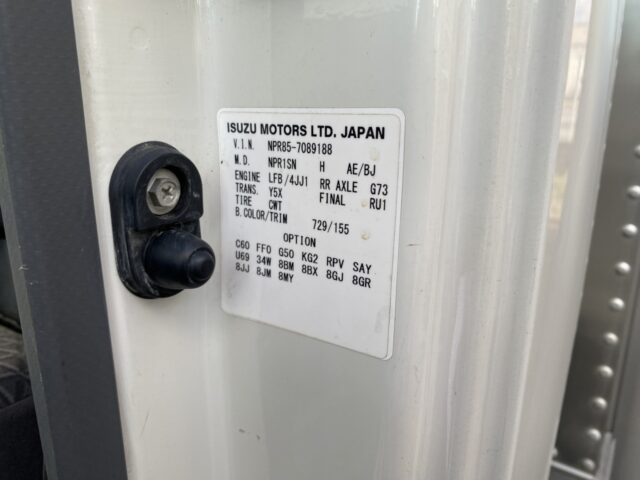 ISUZU MOTORS LTD. JAPAN
V.I.N. NPR85-7089188
M.D. NPR1SN H AE/BJ
ENGINE LFB/4JJ1 RR AXLE G73
TRANS. Y5X FINAL RU1
TIRE CWT
B.COLOR/TRIM 729/155
OPTION
C60 FF0 G50 KG2 RPV SAY
U69 34W 8BM 8BX 8GJ 8GR
8JJ 8JM 8MY